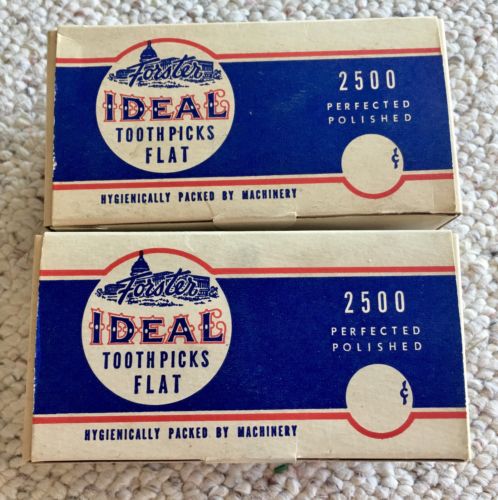 Forster
IDEAL
TOOTHPICKS
FLAT
2500
PERFECTED
POLISHED
¢
HYGIENICALLY PACKED BY MACHINERY
Forster
IDEAL
TOOTHPICKS
FLAT
2500
PERFECTED
POLISHED
¢
HYGIENICALLY PACKED BY MACHINERY